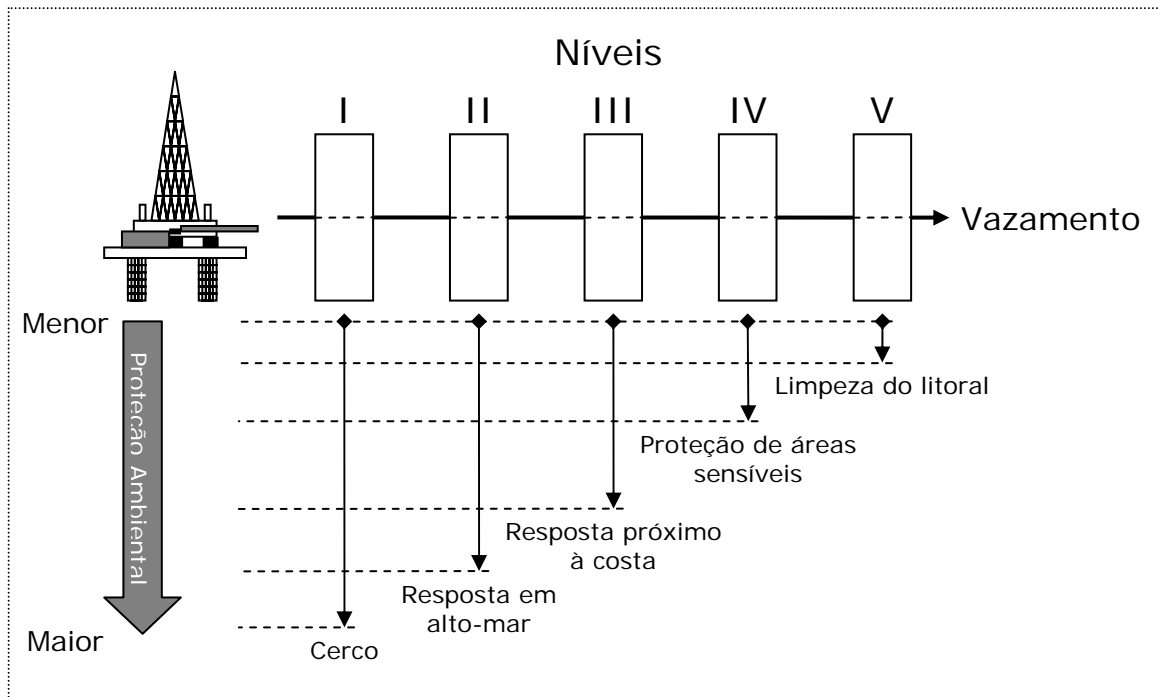 Níveis
I II III IV V
Vazamento
Menor
Proteção Ambiental
Limpeza do litoral
Proteção de áreas
sensíveis
Resposta próximo
à costa
Resposta em
alto-mar
Maior
Cerco